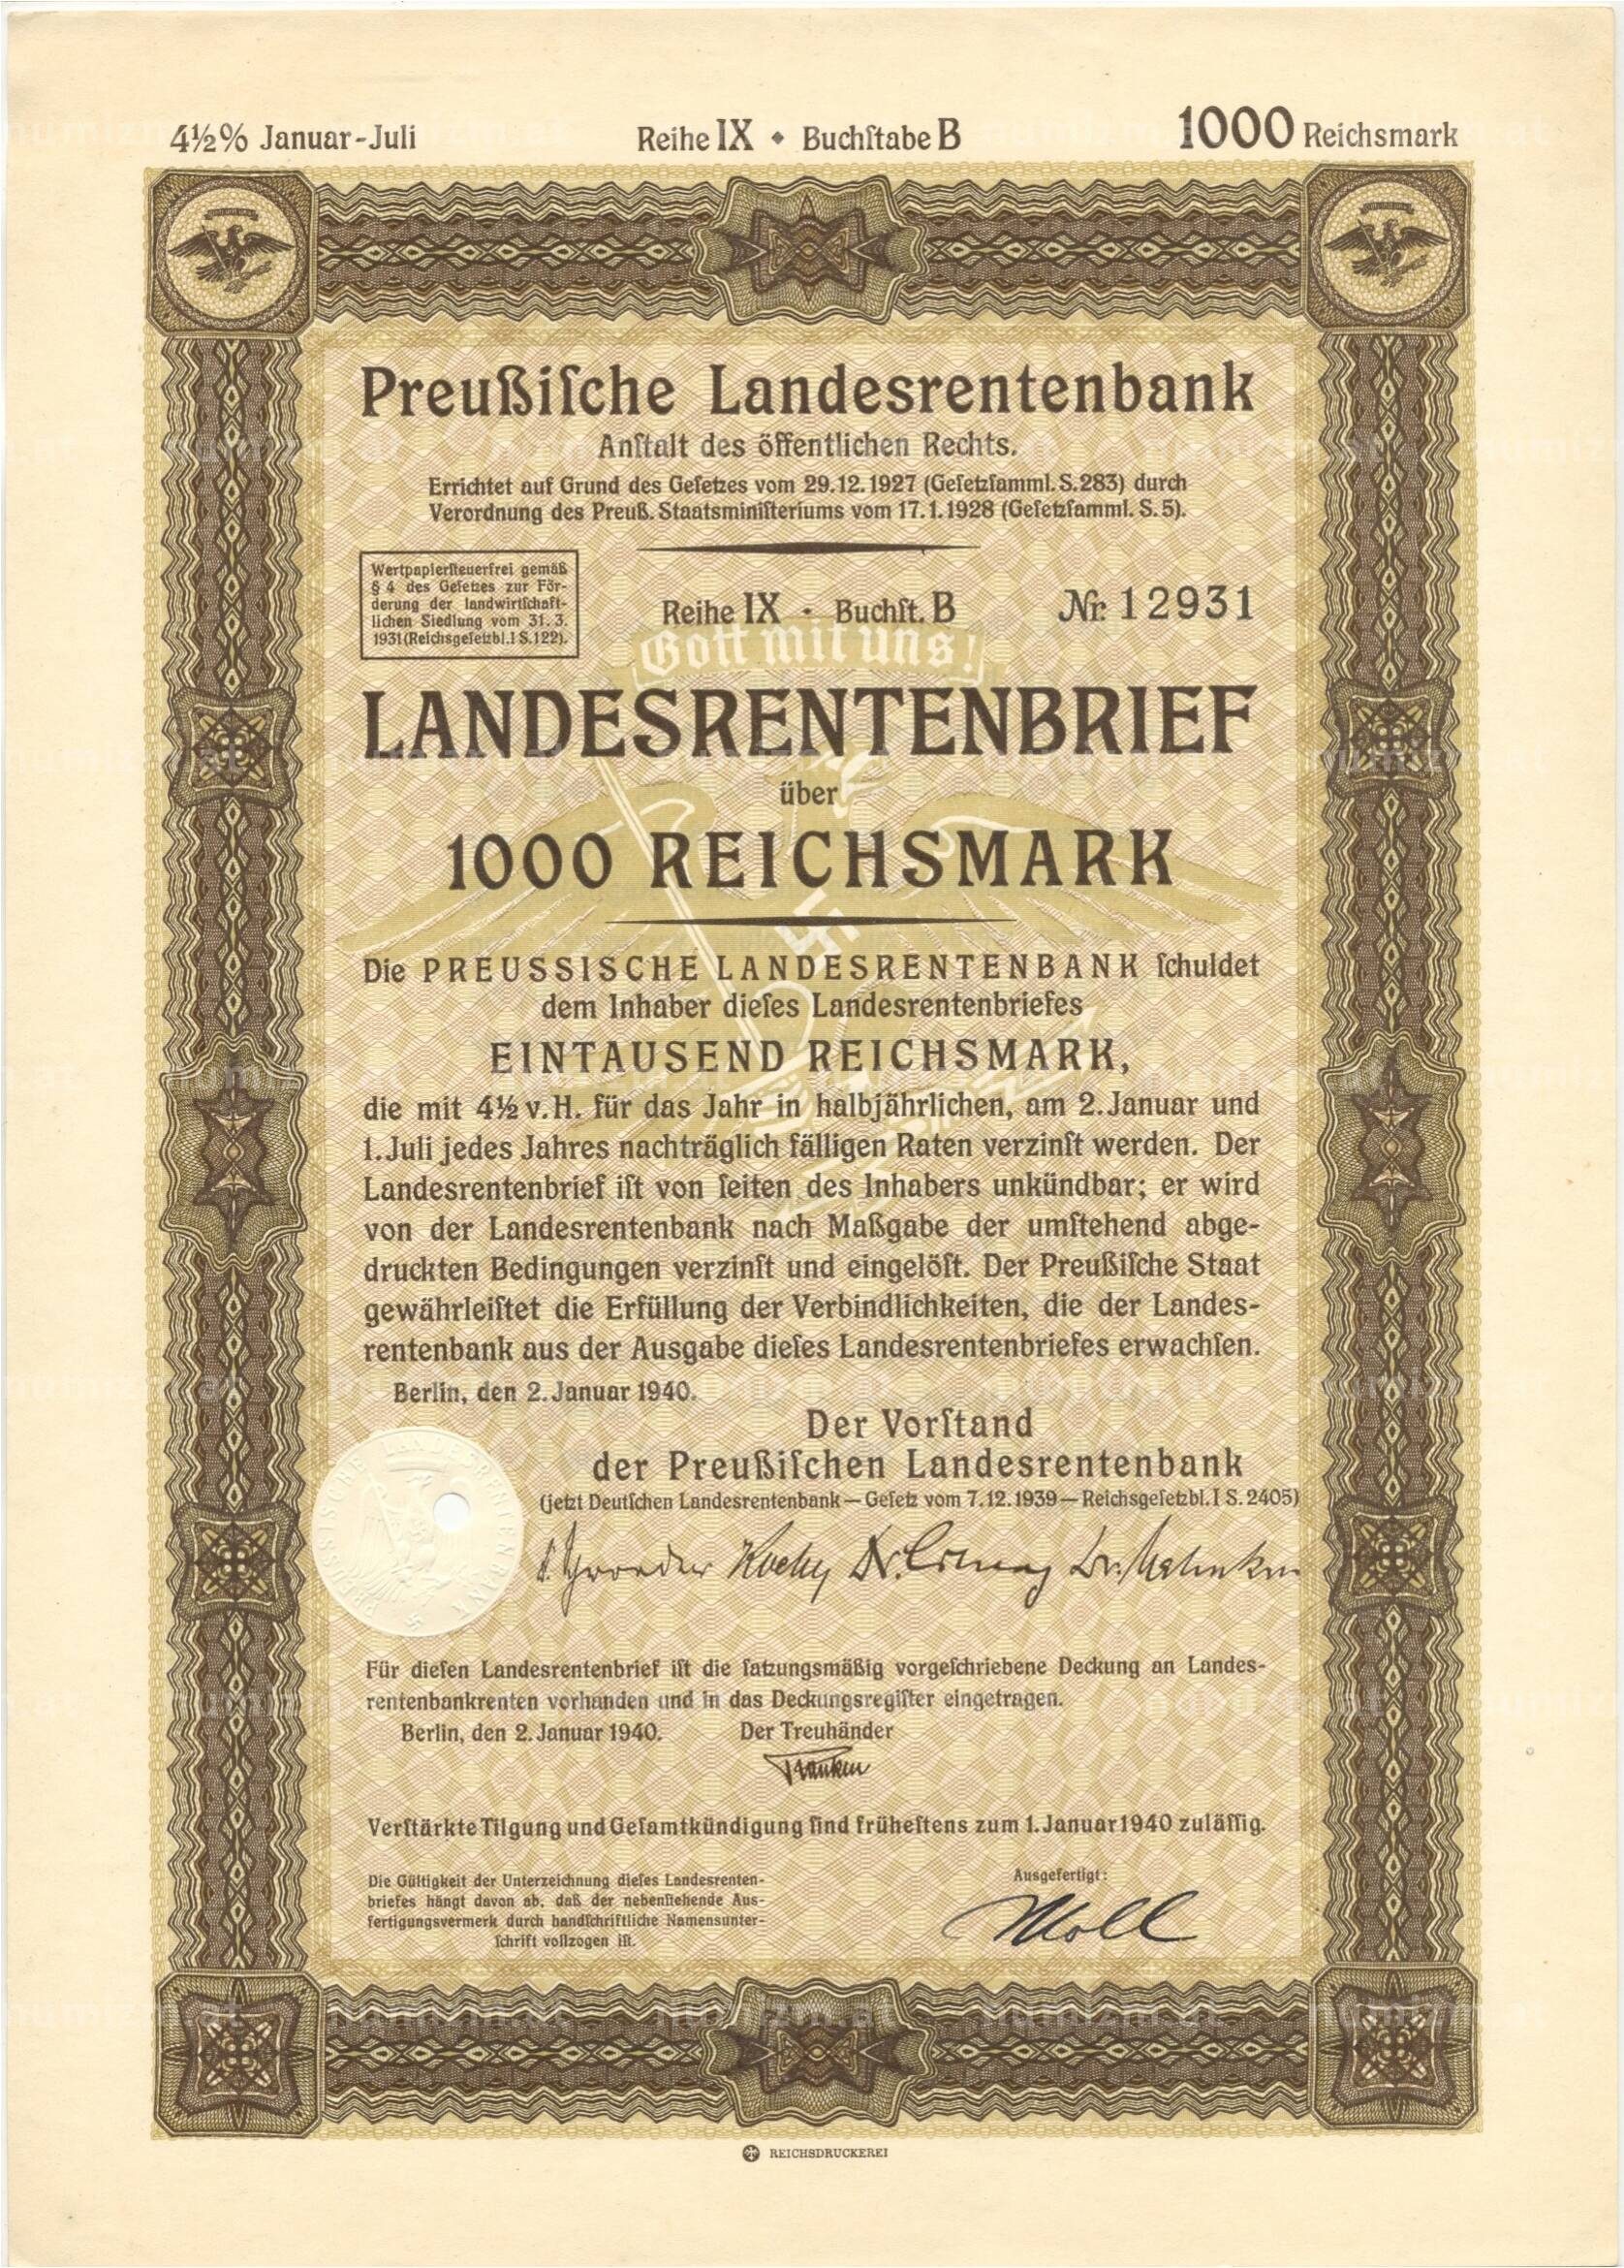 4½% Januar-Juli
Reihe IX • Buchſtabe B
1000 Reichsmark
Preußiſche Landesrentenbank
Anſtalt des öffentlichen Rechts.
Errichtet auf Grund des Geſetzes vom 29.12.1927 (Geſetzſamml. S. 283) durch
Verordnung des Preuß. Staatsminiſteriums vom 17.1.1928 (Geſetzſamml. S. 5).
Wertpapierſteuerfrei gemäß
§ 4 des Geſetzes zur För-
derung der landwirtſchaft-
lichen Siedlung vom 31. 3.
1931 (Reichsgeſetzbl. I S. 122).
Reihe IX • Buchſt. B
Nr. 12931
Gott mit uns!
LANDESRENTENBRIEF
über
1000 REICHSMARK
Die PREUSSISCHE LANDESRENTENBANK ſchuldet
dem Inhaber dieſes Landesrentenbriefes
EINTAUSEND REICHSMARK,
die mit 4½ v. H. für das Jahr in halbjährlichen, am 2. Januar und
1. Juli jedes Jahres nachträglich fälligen Raten verzinſt werden. Der
Landesrentenbrief iſt von ſeiten des Inhabers unkündbar; er wird
von der Landesrentenbank nach Maßgabe der umſtehend abge-
druckten Bedingungen verzinſt und eingelöſt. Der Preußiſche Staat
gewährleiſtet die Erfüllung der Verbindlichkeiten, die der Landes-
rentenbank aus der Ausgabe dieſes Landesrentenbriefes erwachſen.
Berlin, den 2. Januar 1940.
Der Vorſtand
der Preußiſchen Landesrentenbank
(jetzt Deutſchen Landesrentenbank — Geſetz vom 7.12.1939 — Reichsgeſetzbl. I S. 2405)
PREUSSISCHE LANDESRENTENBANK
Für dieſen Landesrentenbrief iſt die ſatzungsmäßig vorgeſchriebene Deckung an Landes-
rentenbankrenten vorhanden und in das Deckungsregiſter eingetragen.
Berlin, den 2. Januar 1940.
Der Treuhänder
Verſtärkte Tilgung und Geſamtkündigung ſind früheſtens zum 1. Januar 1940 zuläſſig.
Die Gültigkeit der Unterzeichnung dieſes Landesrenten-
briefes hängt davon ab, daß der nebenſtehende Aus-
fertigungsvermerk durch handſchriftliche Namensunter-
ſchrift vollzogen iſt.
Ausgefertigt:
Moll
REICHSDRUCKEREI
numizm.at